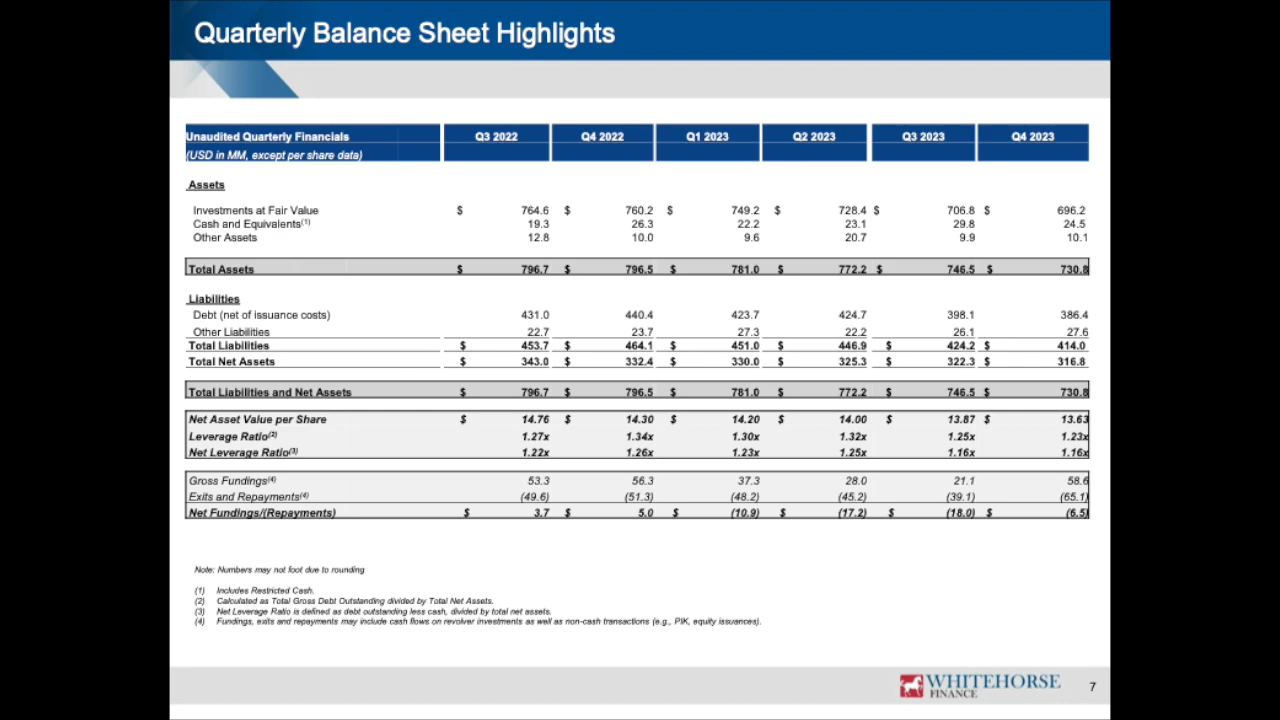 Quarterly Balance Sheet Highlights
Unaudited Quarterly Financials Q3 2022 Q4 2022 Q1 2023 Q2 2023 Q3 2023 Q4 2023
(USD in MM, except per share data)
Assets
Investments at Fair Value $ 764.6 $ 760.2 $ 749.2 $ 728.4 $ 706.8 $ 696.2
Cash and Equivalents(1) 19.3 26.3 22.2 23.1 29.8 24.5
Other Assets 12.8 10.0 9.6 20.7 9.9 10.1
Total Assets $ 796.7 $ 796.5 $ 781.0 $ 772.2 $ 746.5 $ 730.8
Liabilities
Debt (net of issuance costs) 431.0 440.4 423.7 424.7 398.1 386.4
Other Liabilities 22.7 23.7 27.3 22.2 26.1 27.6
Total Liabilities $ 453.7 $ 464.1 $ 451.0 $ 446.9 $ 424.2 $ 414.0
Total Net Assets $ 343.0 $ 332.4 $ 330.0 $ 325.3 $ 322.3 $ 316.8
Total Liabilities and Net Assets $ 796.7 $ 796.5 $ 781.0 $ 772.2 $ 746.5 $ 730.8
Net Asset Value per Share $ 14.76 $ 14.30 $ 14.20 $ 14.00 $ 13.87 $ 13.63
Leverage Ratio(2) 1.27x 1.34x 1.30x 1.32x 1.25x 1.23x
Net Leverage Ratio(3) 1.22x 1.26x 1.23x 1.25x 1.16x 1.16x
Gross Fundings(4) 53.3 56.3 37.3 28.0 21.1 58.6
Exits and Repayments(4) (49.6) (51.3) (48.2) (45.2) (39.1) (65.1)
Net Fundings/(Repayments) $ 3.7 $ 5.0 $ (10.9) $ (17.2) $ (18.0) $ (6.5)
Note: Numbers may not foot due to rounding
(1) Includes Restricted Cash.
(2) Calculated as Total Gross Debt Outstanding divided by Total Net Assets.
(3) Net Leverage Ratio is defined as debt outstanding less cash, divided by total net assets.
(4) Fundings, exits and repayments may include cash flows on revolver investments as well as non-cash transactions (e.g., PIK, equity issuances).
WHITEHORSE
FINANCE
7